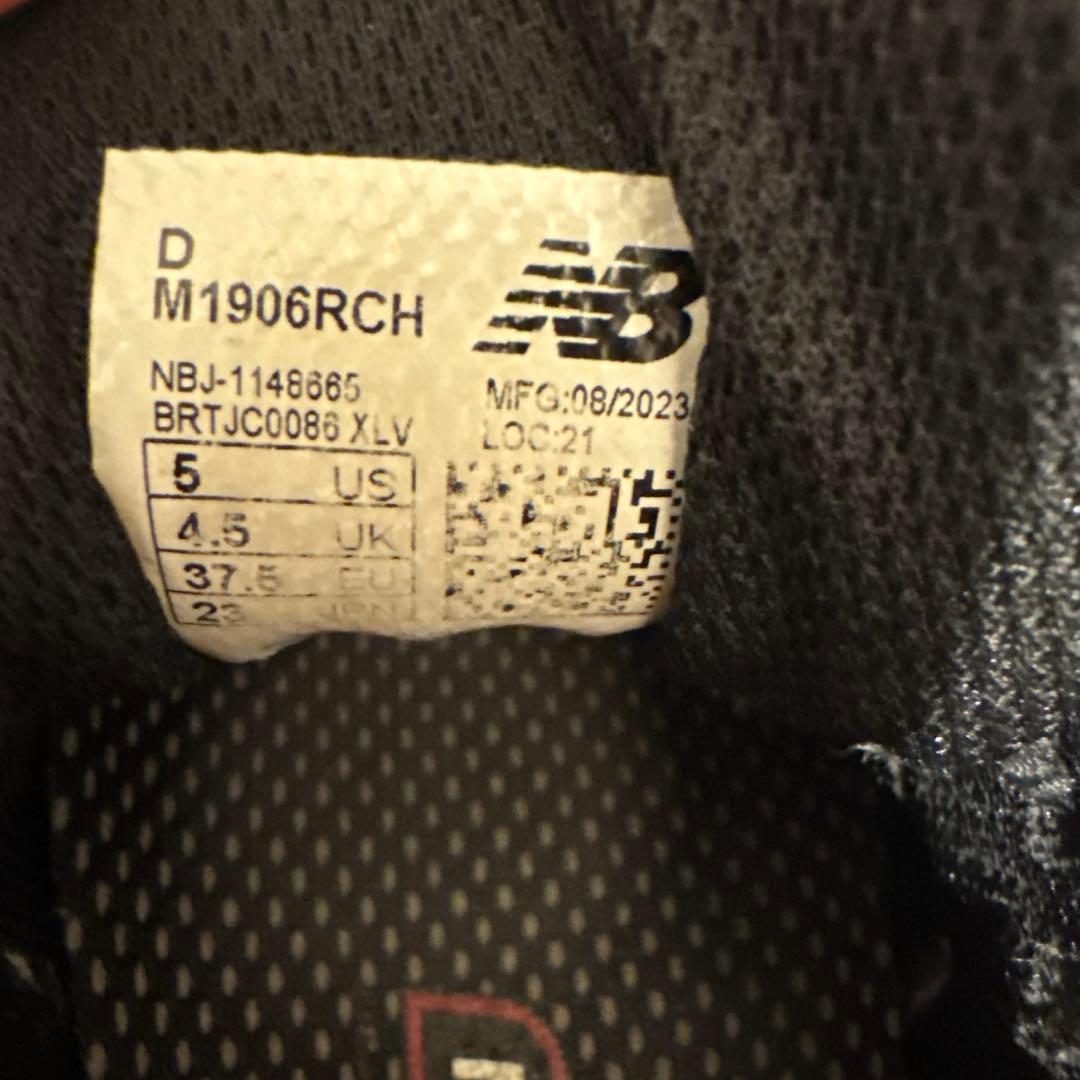 D
M1906RCH
NB
NBJ-1148665
BRTJC0086 XLV
MFG:08/2023
LOC:21
5 US
4.5 UK
37.5 EU
23 JPN